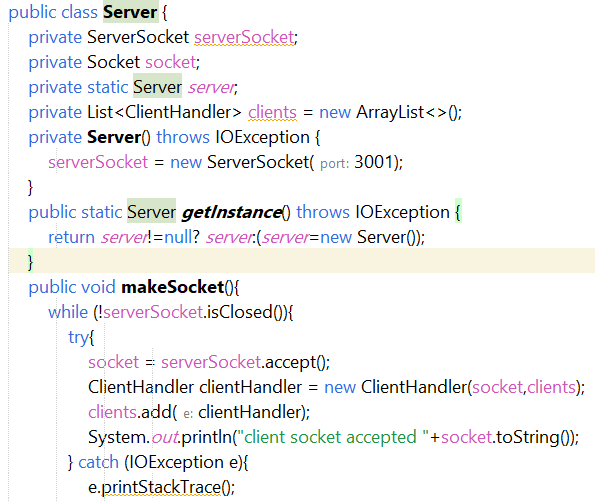 public class Server {
private ServerSocket serverSocket;
private Socket socket;
private static Server server;
private List<ClientHandler> clients = new ArrayList<>();
private Server() throws IOException {
serverSocket = new ServerSocket( port: 3001);
}
public static Server getInstance() throws IOException {
return server!=null? server:(server=new Server());
}
public void makeSocket(){
while (!serverSocket.isClosed()){
try{
socket = serverSocket.accept();
ClientHandler clientHandler = new ClientHandler(socket,clients);
clients.add( e: clientHandler);
System.out.println("client socket accepted "+socket.toString());
} catch (IOException e){
e.printStackTrace();